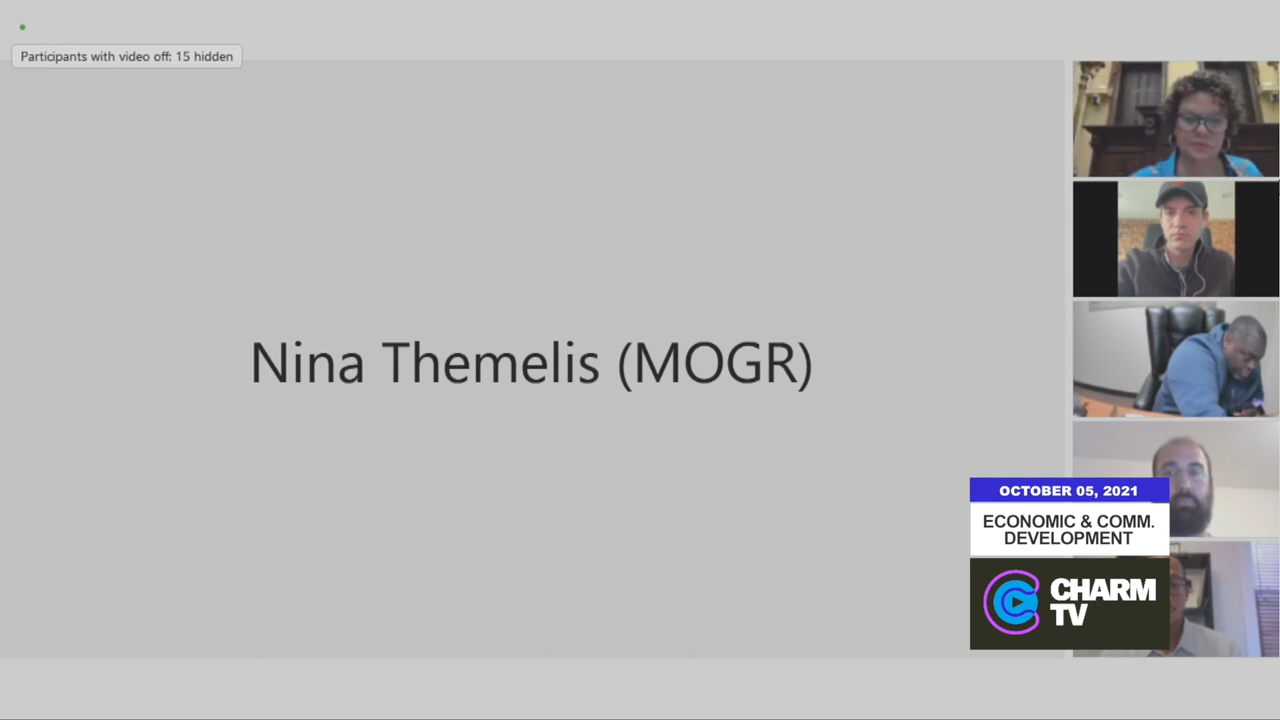 Participants with video off: 15 hidden
Nina Themelis (MOGR)
OCTOBER 05, 2021
ECONOMIC & COMM.
DEVELOPMENT
CHARM
TV